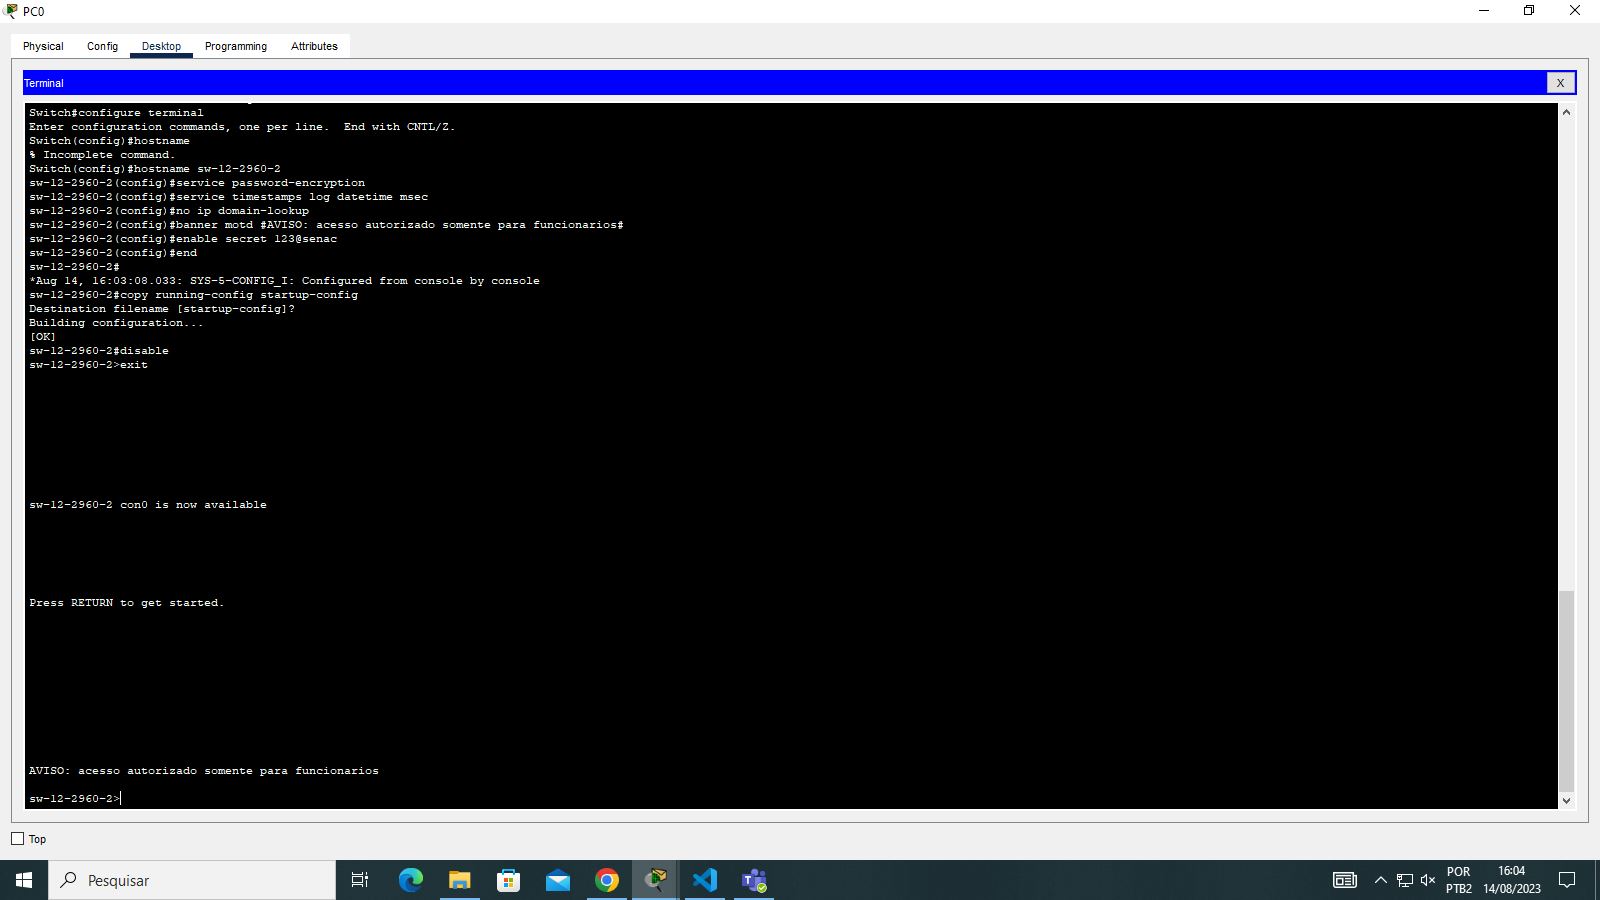 PC0
Physical Config Desktop Programming Attributes
Terminal X
Switch#configure terminal
Enter configuration commands, one per line.  End with CNTL/Z.
Switch(config)#hostname
% Incomplete command.
Switch(config)#hostname sw-12-2960-2
sw-12-2960-2(config)#service password-encryption
sw-12-2960-2(config)#service timestamps log datetime msec
sw-12-2960-2(config)#no ip domain-lookup
sw-12-2960-2(config)#banner motd #AVISO: acesso autorizado somente para funcionarios#
sw-12-2960-2(config)#enable secret 123@senac
sw-12-2960-2(config)#end
sw-12-2960-2#
*Aug 14, 16:03:08.033: SYS-5-CONFIG_I: Configured from console by console
sw-12-2960-2#copy running-config startup-config
Destination filename [startup-config]?
Building configuration...
[OK]
sw-12-2960-2#disable
sw-12-2960-2>exit
sw-12-2960-2 con0 is now available
Press RETURN to get started.
AVISO: acesso autorizado somente para funcionarios
sw-12-2960-2>
Top
Pesquisar
POR
PTB2
16:04
14/08/2023